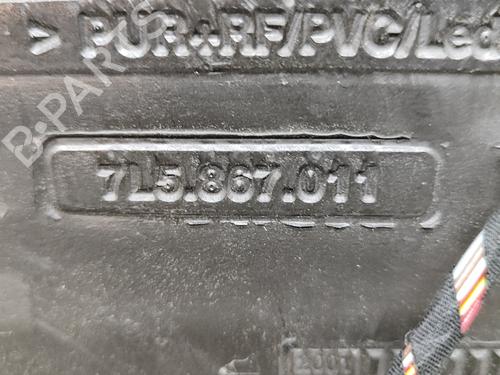 > PUR+RF/PVC/Led
7L5.867.011
B-PARTS